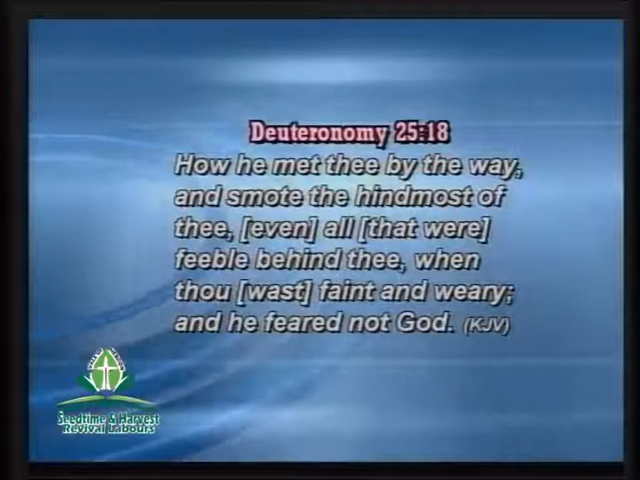 Deuteronomy 25:18
How he met thee by the way,
and smote the hindmost of
thee, [even] all [that were]
feeble behind thee, when
thou [wast] faint and weary;
and he feared not God. (KJV)
Seedtime & Harvest
Revival Labours